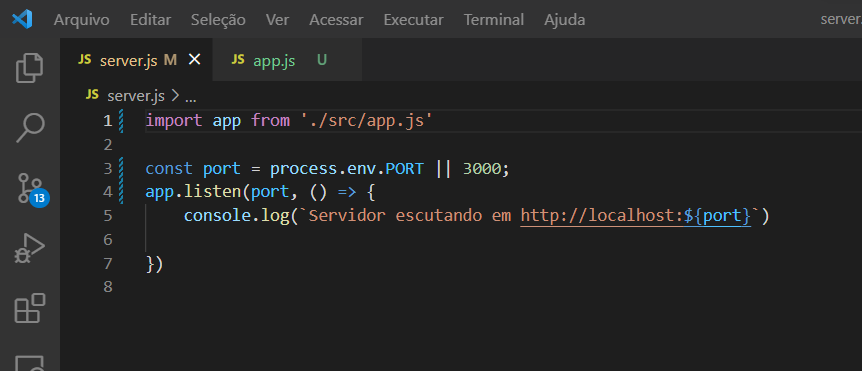 Arquivo Editar Seleção Ver Acessar Executar Terminal Ajuda server.
JS server.js M JS app.js U
JS server.js > ...
1 import app from './src/app.js'
2
3 const port = process.env.PORT || 3000;
4 app.listen(port, () => {
5 console.log(`Servidor escutando em http://localhost:${port}`)
6
7 })
8
13